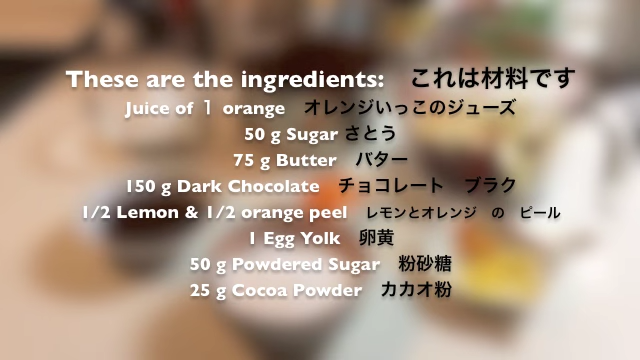 These are the ingredients: これは材料です
Juice of 1 orange オレンジいっこのジューズ
50 g Sugar さとう
75 g Butter バター
150 g Dark Chocolate チョコレート ブラク
1/2 Lemon & 1/2 orange peel レモンとオレンジ の ピール
1 Egg Yolk 卵黄
50 g Powdered Sugar 粉砂糖
25 g Cocoa Powder カカオ粉